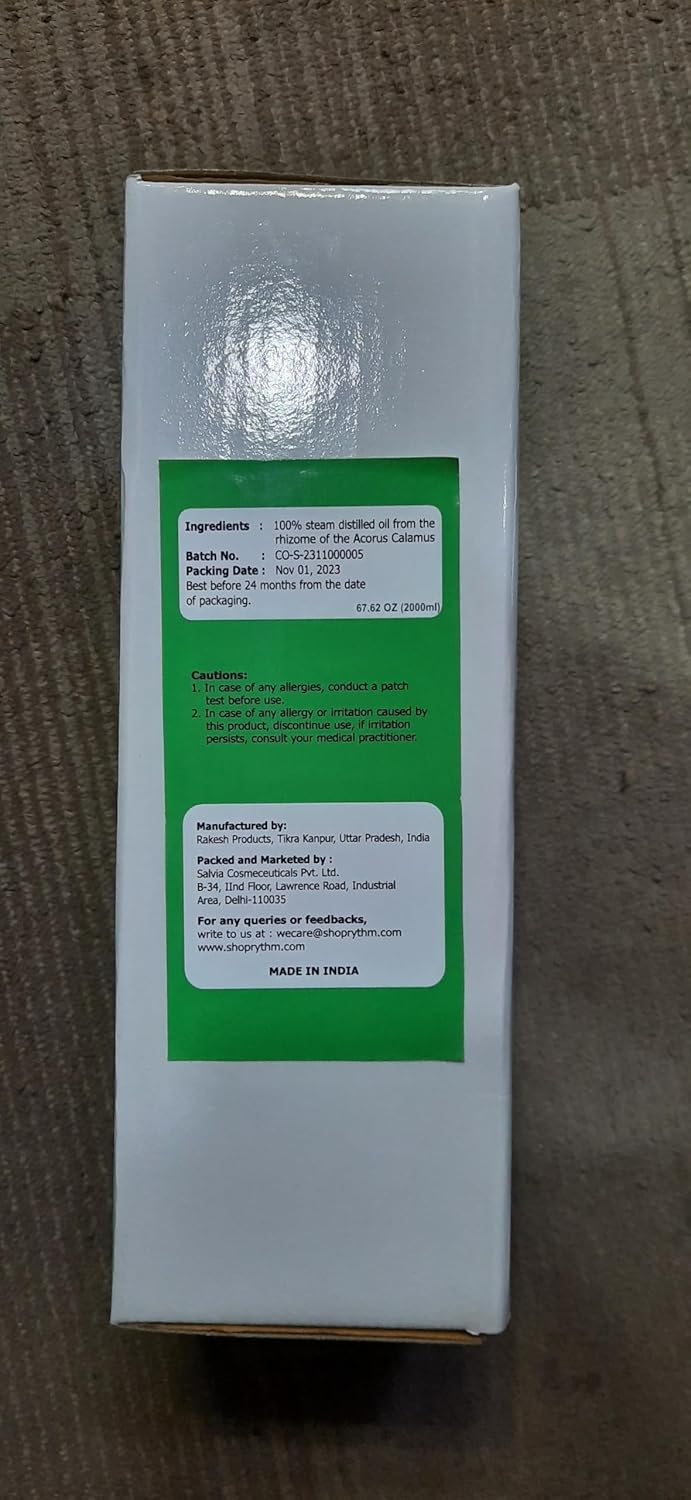 Ingredients : 100% steam distilled oil from the
rhizome of the Acorus Calamus
Batch No. : CO-S-2311000005
Packing Date : Nov 01, 2023
Best before 24 months from the date
of packaging.
67.62 OZ (2000ml)
Cautions:
1. In case of any allergies, conduct a patch
test before use.
2. In case of any allergy or irritation caused by
this product, discontinue use, if irritation
persists, consult your medical practitioner.
Manufactured by:
Rakesh Products, Tikra Kanpur, Uttar Pradesh, India
Packed and Marketed by :
Salvia Cosmeceuticals Pvt. Ltd.
B-34, IInd Floor, Lawrence Road, Industrial
Area, Delhi-110035
For any queries or feedbacks,
write to us at : wecare@shoprythm.com
www.shoprythm.com
MADE IN INDIA